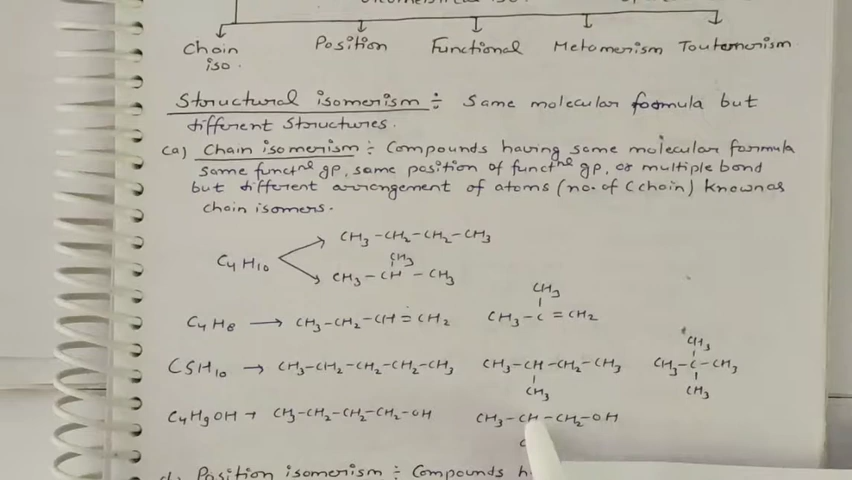 Chain Position Functional Metamerism Toutemerism
iso.
Structural isomerism ÷ Same molecular formula but
different structures.
(a) Chain isomerism ÷ Compounds having same molecular formula
same functnel gp, same position of functnel gp, or multiple bond
but different arrangement of atoms (no. of C chain) known as
chain isomers.
CH3-CH2-CH2-CH3
C4H10
CH3
CH3-CH-CH3
CH3
C4H8 → CH3-CH2-CH=CH2 CH3-C=CH2
CH3
C5H10 → CH3-CH2-CH2-CH2-CH3 CH3-CH-CH2-CH3 CH3-C-CH3
CH3 CH3
C4H9OH → CH3-CH2-CH2-CH2-OH CH3-CH-CH2-OH
Position isomerism ÷ Compounds